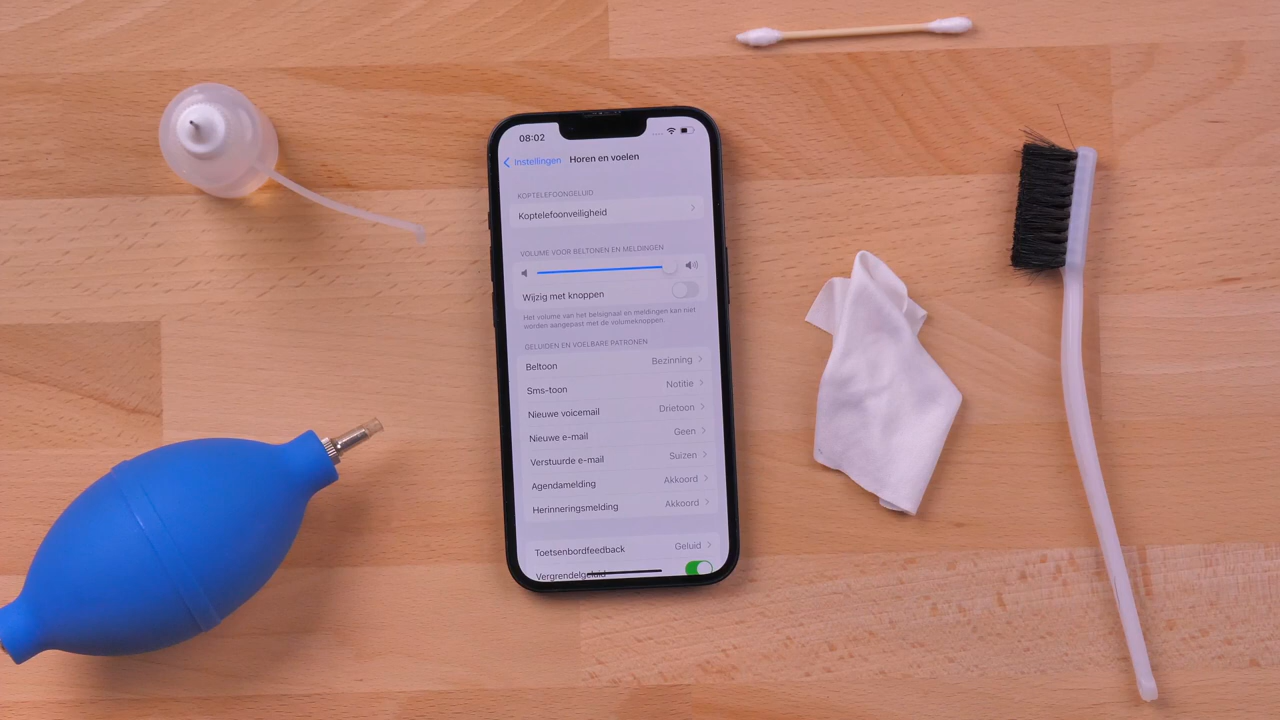 08:02
Instellingen Horen en voelen
KOPTELEFOONGELUID
Koptelefoonveiligheid
VOLUME VOOR BELTONEN EN MELDINGEN
Wijzig met knoppen
Het volume van het belsignaal en meldingen kan niet
worden aangepast met de volumeknoppen.
GELUIDEN EN VOELBARE PATRONEN
Beltoon Bezinning
Sms-toon Notitie
Nieuwe voicemail Drietoon
Nieuwe e-mail Geen
Verstuurde e-mail Suizen
Agendamelding Akkoord
Herinneringsmelding Akkoord
Toetsenbordfeedback Geluid
Vergrendelgeluid